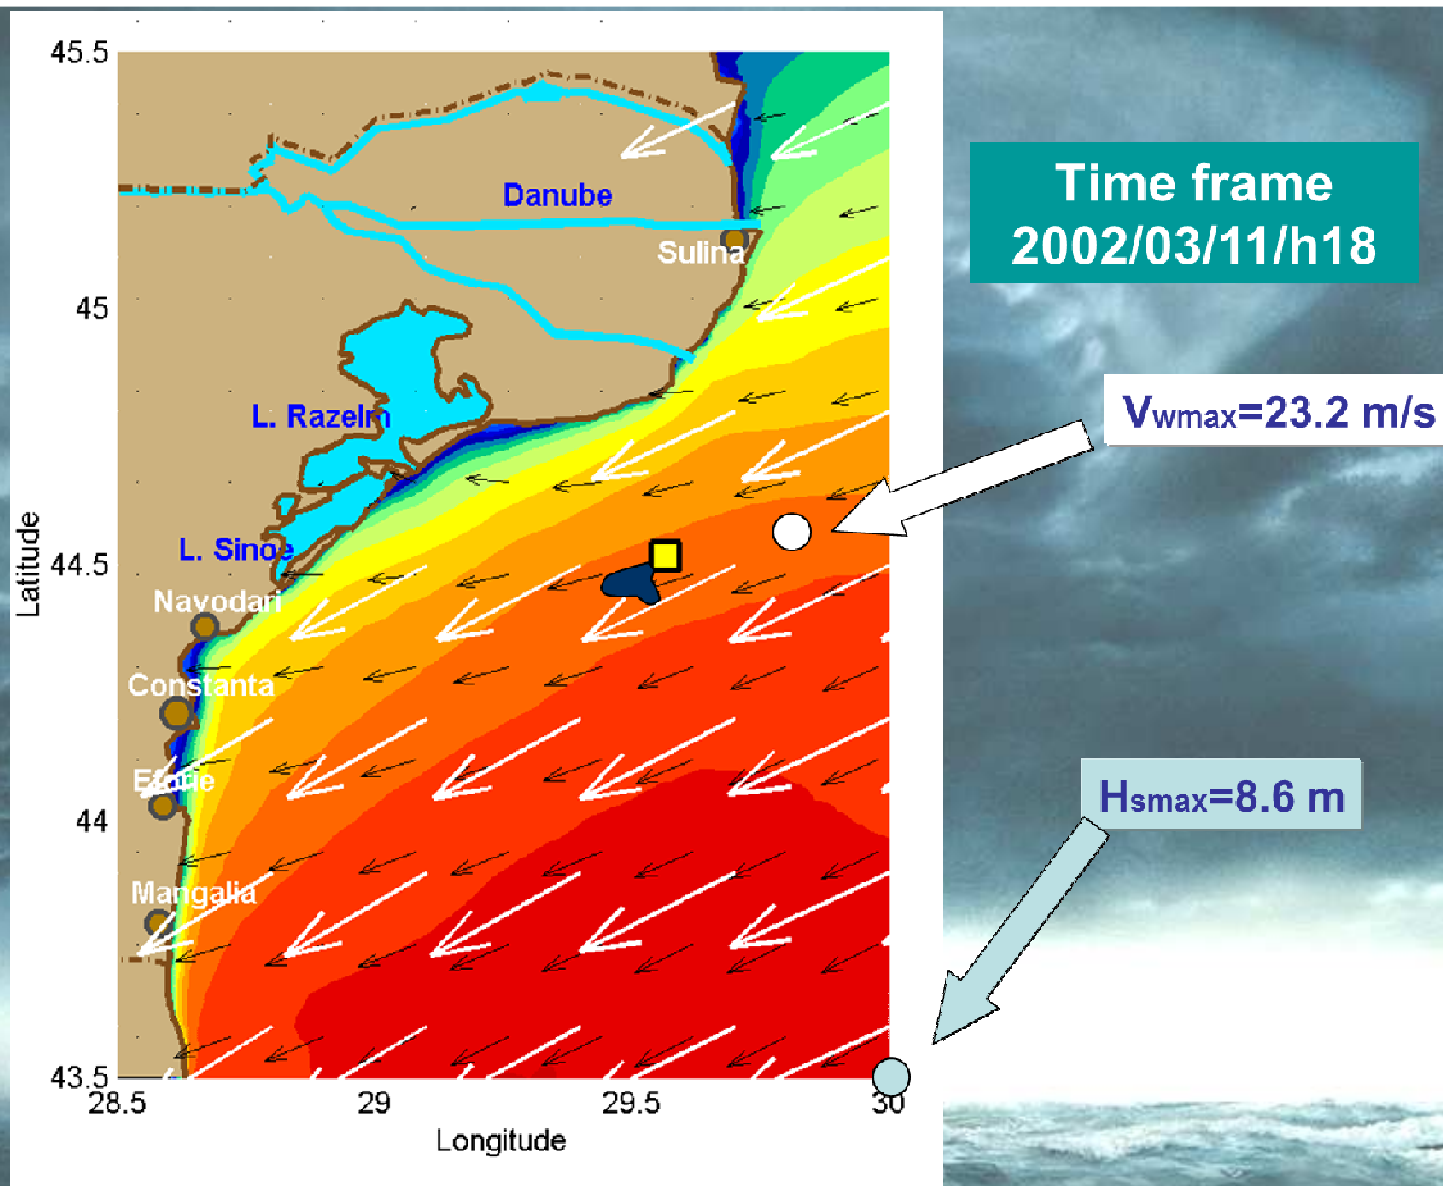 45.5
45
44.5
44
43.5
28.5
29
29.5
30
Latitude
Longitude
Danube
Sulina
L. Razelm
L. Sinoe
Navodari
Constanta
Eforie
Mangalia
Time frame
2002/03/11/h18
Vwmax=23.2 m/s
Hsmax=8.6 m